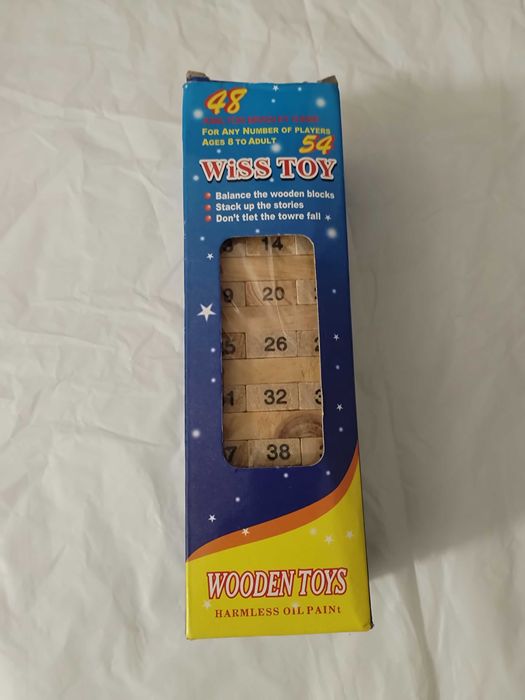 48
FOR ANY NUMBER OF PLAYERS
AGES 8 TO ADULT
54
WiSS TOY
Balance the wooden blocks
Stack up the stories
Don't tlet the towre fall
14
20
26
32
38
WOODEN TOYS
HARMLESS OIL PAINt